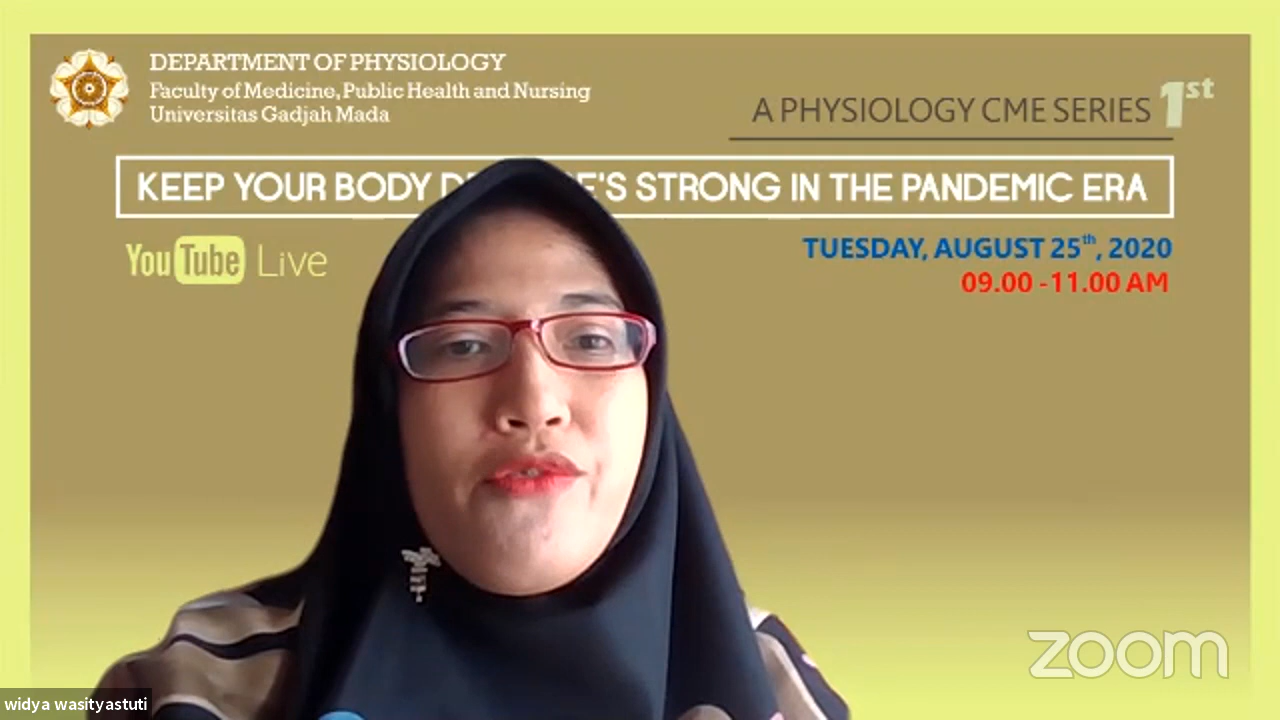 DEPARTMENT OF PHYSIOLOGY
Faculty of Medicine, Public Health and Nursing
Universitas Gadjah Mada
A PHYSIOLOGY CME SERIES 1st
KEEP YOUR BODY STRONG IN THE PANDEMIC ERA
YouTube Live
TUESDAY, AUGUST 25th, 2020
09.00 -11.00 AM
zoom
widya wasityastuti